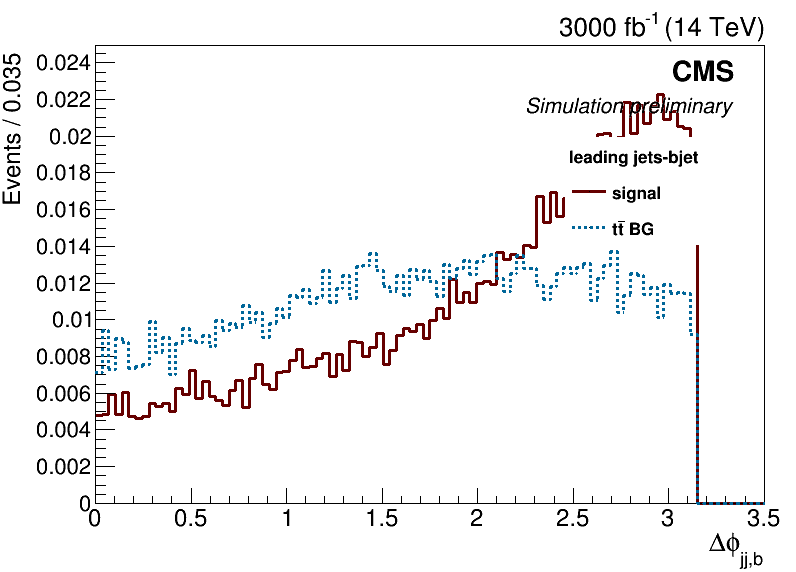 3000 fb⁻¹ (14 TeV)
Events / 0.035
CMS
Simulation preliminary
leading jets-bjet
signal
tt̄ BG
0.024
0.022
0.02
0.018
0.016
0.014
0.012
0.01
0.008
0.006
0.004
0.002
0
0 0.5 1 1.5 2 2.5 3 3.5
Δϕjj,b